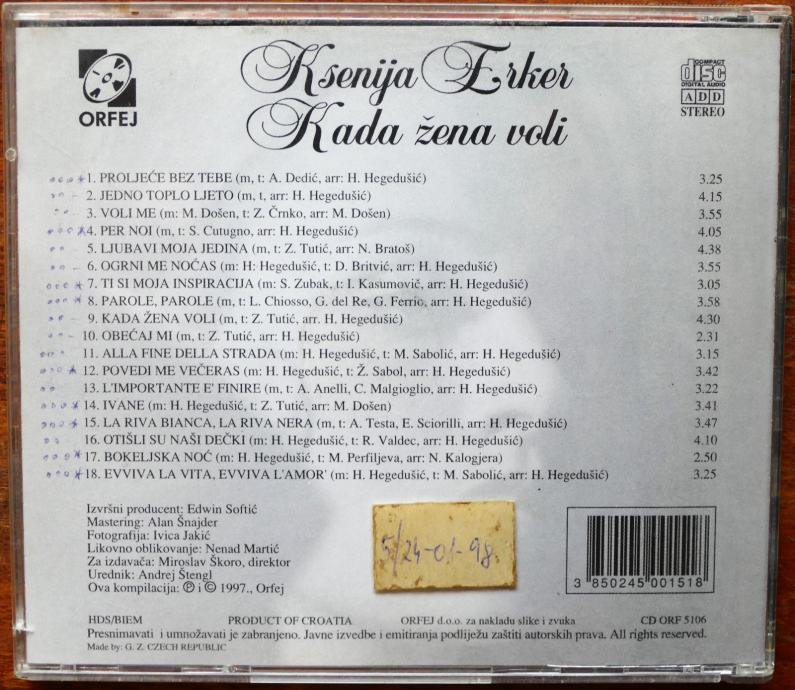 ORFEJ
Ksenija Erker
Kada žena voli
COMPACT
disc
DIGITAL AUDIO
A D D
STEREO
1. PROLJEĆE BEZ TEBE (m, t: A. Dedić, arr: H. Hegedušić) 3.25
2. JEDNO TOPLO LJETO (m, t, arr: H. Hegedušić) 4.15
3. VOLI ME (m: M. Došen, t: Z. Črnko, arr: M. Došen) 3.55
4. PER NOI (m, t: S. Cutugno, arr: H. Hegedušić) 4.05
5. LJUBAVI MOJA JEDINA (m, t: Z. Tutić, arr: N. Bratoš) 4.38
6. OGRNI ME NOĆAS (m: H: Hegedušić, t: D. Britvić, arr: H. Hegedušić) 3.55
7. TI SI MOJA INSPIRACIJA (m: S. Zubak, t: I. Kasumovič, arr: H. Hegedušić) 3.05
8. PAROLE, PAROLE (m, t: L. Chiosso, G. del Re, G. Ferrio, arr: H. Hegedušić) 3.58
9. KADA ŽENA VOLI (m, t: Z. Tutić, arr. H. Hegedušić) 4.30
10. OBEĆAJ MI (m, t: Z. Tutić, arr: H. Hegedušić) 2.31
11. ALLA FINE DELLA STRADA (m: H. Hegedušić, t: M. Sabolić, arr: H. Hegedušić) 3.15
12. POVEDI ME VEČERAS (m: H. Hegedušić, t: Ž. Sabol, arr: H. Hegedušić) 3.42
13. L'IMPORTANTE E' FINIRE (m, t: A. Anelli, C. Malgioglio, arr: H. Hegedušić) 3.22
14. IVANE (m: H. Hegedušić, t: Z. Tutić, arr: M. Došen) 3.41
15. LA RIVA BIANCA, LA RIVA NERA (m, t: A. Testa, E. Sciorilli, arr: H. Hegedušić) 3.47
16. OTIŠLI SU NAŠI DEČKI (m: H. Hegedušić, t: R. Valdec, arr: H. Hegedušić) 4.10
17. BOKELJSKA NOĆ (m: H. Hegedušić, t: M. Perfiljeva, arr: N. Kalogjera) 2.50
18. EVVIVA LA VITA, EVVIVA L'AMOR' (m: H. Hegedušić, t: M. Sabolić, arr: H. Hegedušić) 3.25
Izvršni producent: Edwin Softić
Mastering: Alan Šnajder
Fotografija: Ivica Jakić
Likovno oblikovanje: Nenad Martić
Za izdavača: Miroslav Škoro, direktor
Urednik: Andrej Štengl
Ova kompilacija: ℗ i © 1997., Orfej
5/24-01-98
3 850245 001518
HDS/BIEM PRODUCT OF CROATIA ORFEJ d.o.o. za nakladu slike i zvuka CD ORF 5106
Presnimavati i umnožavati je zabranjeno. Javne izvedbe i emitiranja podliježu zaštiti autorskih prava. All rights reserved.
Made by: G. Z. CZECH REPUBLIC